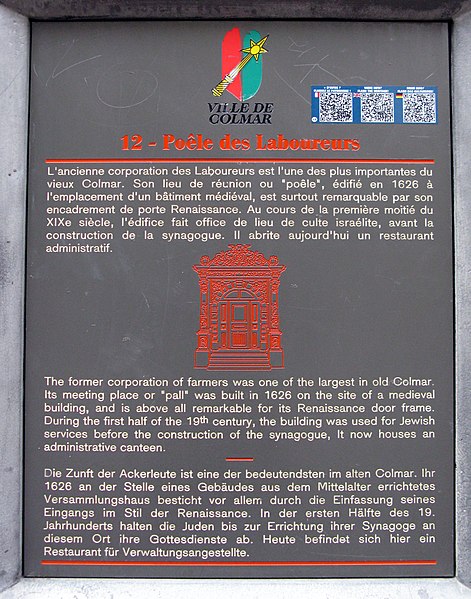 VILLE DE
COLMAR
12 - Poêle des Laboureurs
L'ancienne corporation des Laboureurs est l'une des plus importantes du
vieux Colmar. Son lieu de réunion ou "poêle", édifié en 1626 à
l'emplacement d'un bâtiment médiéval, est surtout remarquable par son
encadrement de porte Renaissance. Au cours de la première moitié du
XIXe siècle, l'édifice fait office de lieu de culte israélite, avant la
construction de la synagogue. Il abrite aujourd'hui un restaurant
administratif.
The former corporation of farmers was one of the largest in old Colmar.
Its meeting place or "pall" was built in 1626 on the site of a medieval
building, and is above all remarkable for its Renaissance door frame.
During the first half of the 19th century, the building was used for Jewish
services before the construction of the synagogue, It now houses an
administrative canteen.
Die Zunft der Ackerleute ist eine der bedeutendsten im alten Colmar. Ihr
1626 an der Stelle eines Gebäudes aus dem Mittelalter errichtetes
Versammlungshaus besticht vor allem durch die Einfassung seines
Eingangs im Stil der Renaissance. In der ersten Hälfte des 19.
Jahrhunderts halten die Juden bis zur Errichtung ihrer Synagoge an
diesem Ort ihre Gottesdienste ab. Heute befindet sich hier ein
Restaurant für Verwaltungsangestellte.